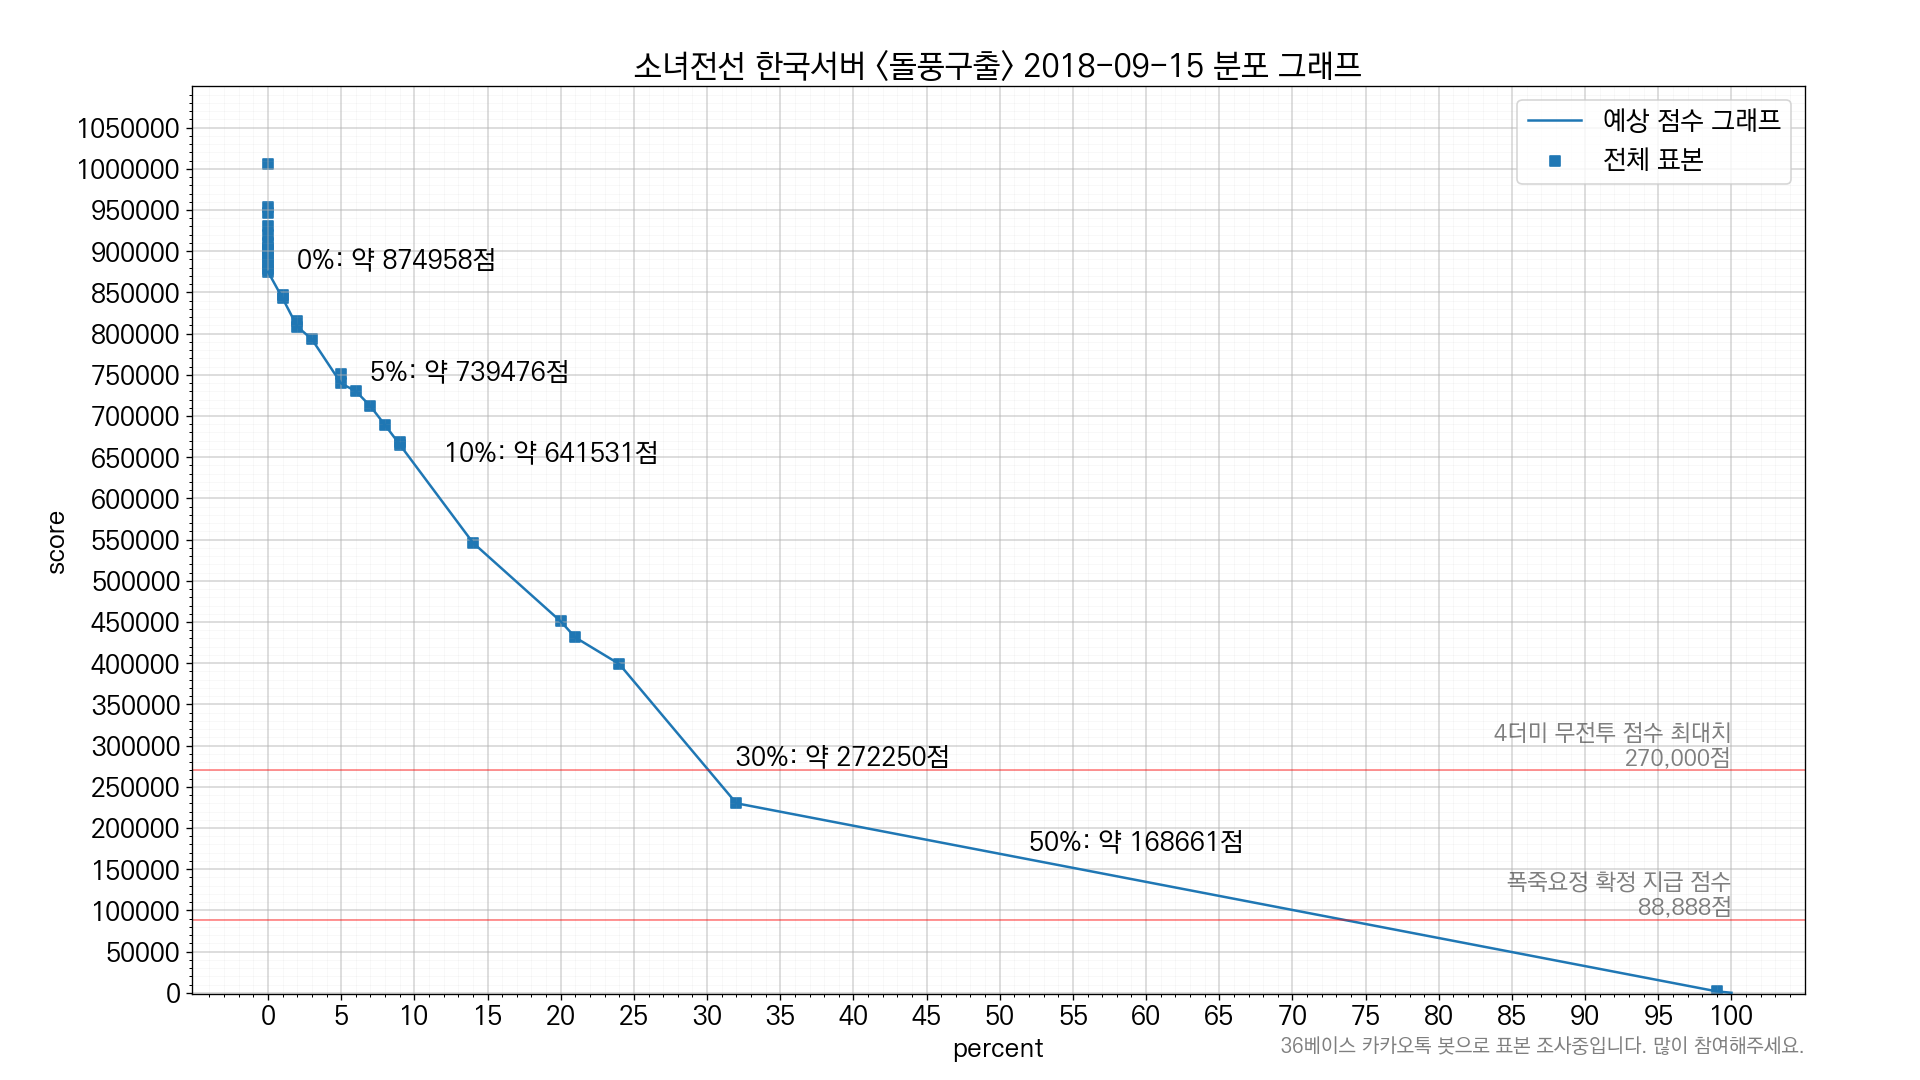 소녀전선 한국서버 〈돌풍구출〉 2018-09-15 분포 그래프
예상 점수 그래프
전체 표본
1050000
1000000
950000
900000
850000
800000
750000
700000
650000
600000
550000
500000
450000
400000
350000
300000
250000
200000
150000
100000
50000
0
score
0%: 약 874958점
5%: 약 739476점
10%: 약 641531점
30%: 약 272250점
50%: 약 168661점
4더미 무전투 점수 최대치
270,000점
폭죽요정 확정 지급 점수
88,888점
0 5 10 15 20 25 30 35 40 45 50 55 60 65 70 75 80 85 90 95 100
percent
36베이스 카카오톡 봇으로 표본 조사중입니다. 많이 참여해주세요.